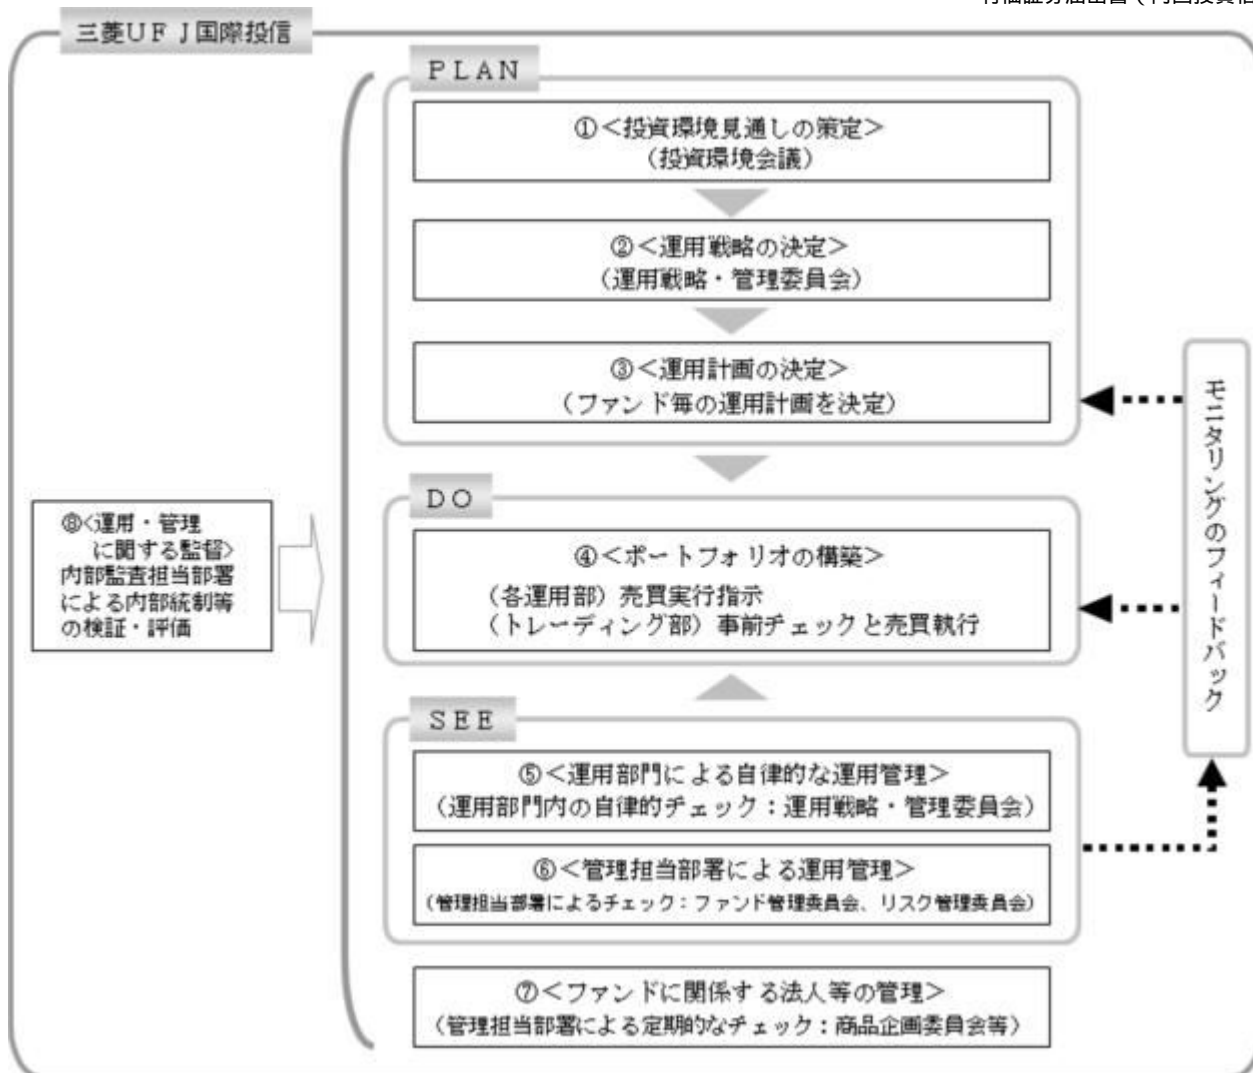 有価証券届出書（内国投資信
三菱ＵＦＪ国際投信
ＰＬＡＮ
①＜投資環境見通しの策定＞
（投資環境会議）
②＜運用戦略の決定＞
（運用戦略・管理委員会）
③＜運用計画の決定＞
（ファンド毎の運用計画を決定）
ＤＯ
④＜ポートフォリオの構築＞
（各運用部）売買実行指示
（トレーディング部）事前チェックと売買執行
⑧<運用・管理
に関する監督>
内部監査担当部署
による内部統制等
の検証・評価
モニタリングのフィードバック
ＳＥＥ
⑤＜運用部門による自律的な運用管理＞
（運用部門内の自律的チェック：運用戦略・管理委員会）
⑥＜管理担当部署による運用管理＞
（管理担当部署によるチェック：ファンド管理委員会、リスク管理委員会）
⑦＜ファンドに関係する法人等の管理＞
（管理担当部署による定期的なチェック：商品企画委員会等）